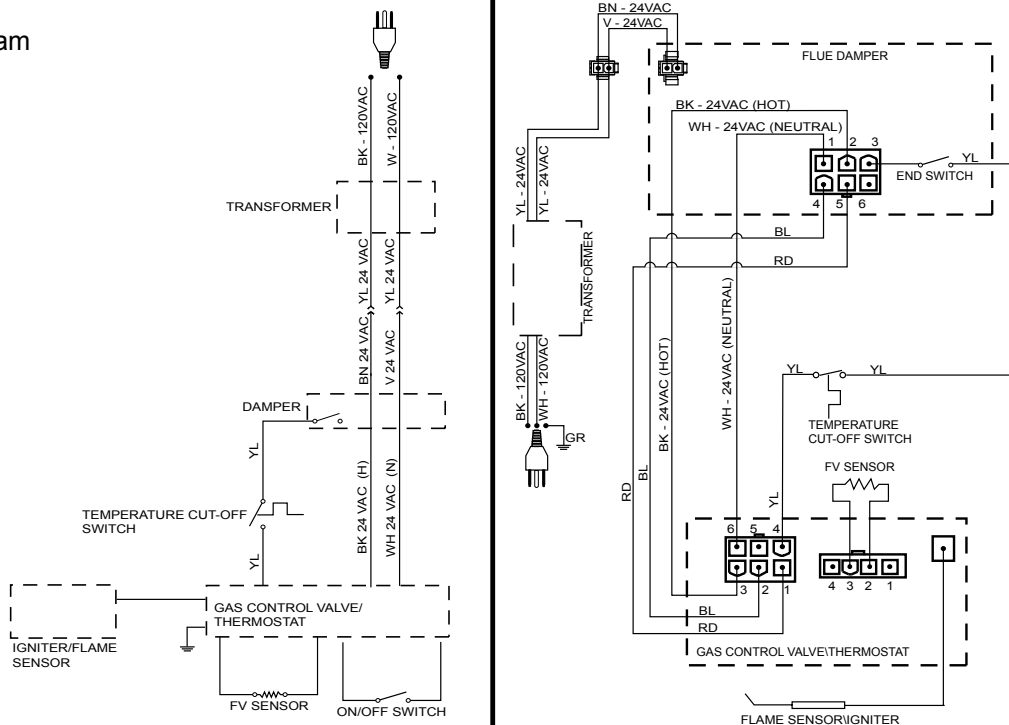 am
BK - 120VAC
W - 120VAC
TRANSFORMER
YL 24 VAC
YL 24 VAC
BN 24 VAC
V 24 VAC
DAMPER
YL
BK 24 VAC (H)
WH 24 VAC (N)
TEMPERATURE CUT-OFF
SWITCH
YL
GAS CONTROL VALVE/
THERMOSTAT
IGNITER/FLAME
SENSOR
FV SENSOR
ON/OFF SWITCH
BN - 24VAC
V - 24VAC
FLUE DAMPER
BK - 24VAC (HOT)
WH - 24VAC (NEUTRAL)
1 2 3
YL
END SWITCH
4 5 6
YL - 24VAC
YL - 24VAC
BL
RD
TRANSFORMER
WH - 24VAC (NEUTRAL)
BK - 24VAC (HOT)
BK - 120VAC
WH - 120VAC
GR
YL
YL
TEMPERATURE
CUT-OFF SWITCH
FV SENSOR
RD
BL
YL
6 5 4
3 2 1
4 3 2 1
BL
RD
GAS CONTROL VALVE\THERMOSTAT
FLAME SENSOR\IGNITER